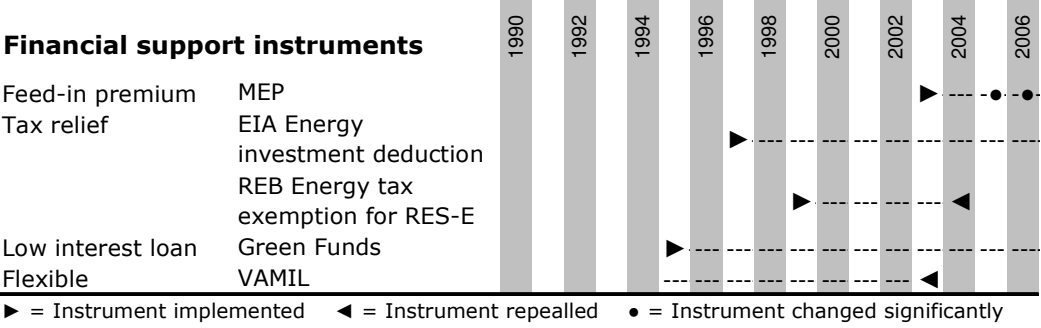 Financial support instruments 1990 1992 1994 1996 1998 2000 2002 2004 2006
Feed-in premium MEP
Tax relief EIA Energy
investment deduction
REB Energy tax
exemption for RES-E
Low interest loan Green Funds
Flexible VAMIL
► = Instrument implemented ◄ = Instrument repealled ● = Instrument changed significantly